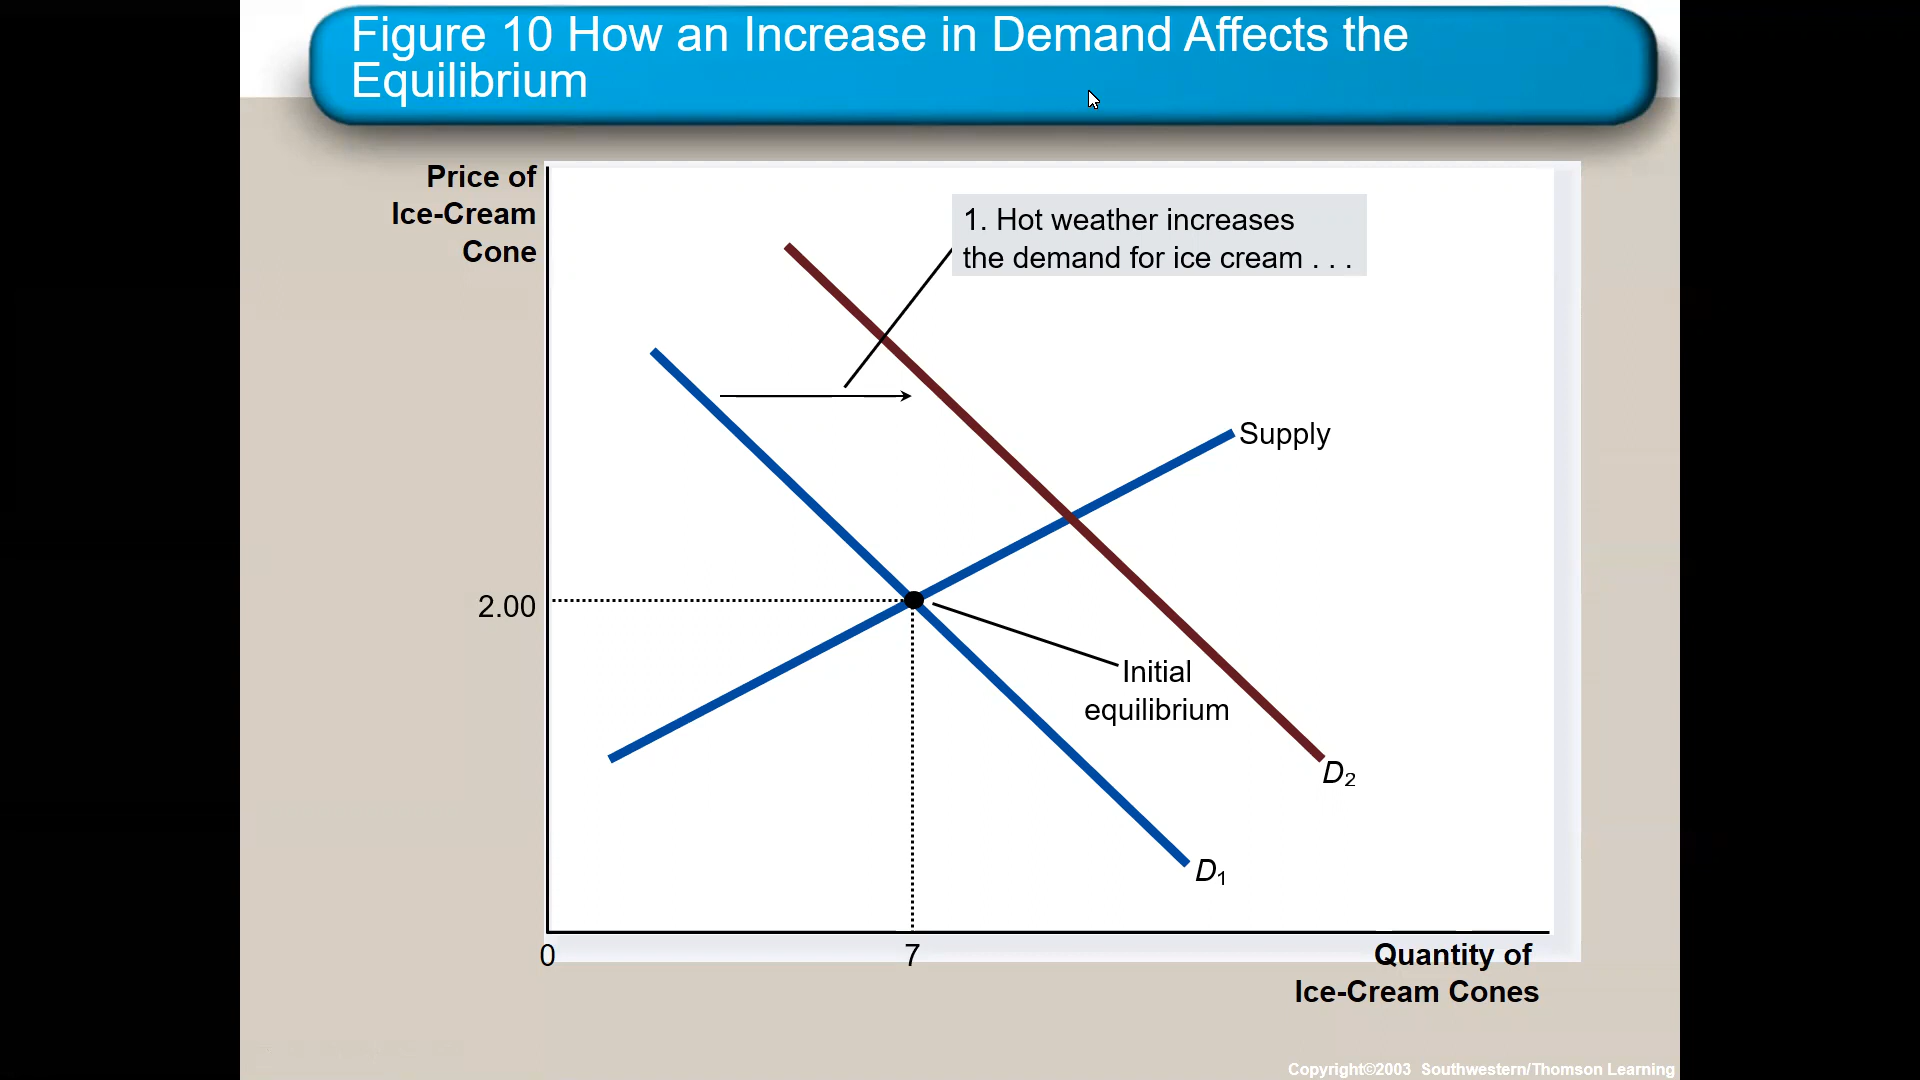 Figure 10 How an Increase in Demand Affects the
Equilibrium
Price of
Ice-Cream
Cone
1. Hot weather increases
the demand for ice cream . . .
Supply
2.00
Initial
equilibrium
D2
D1
0
7
Quantity of
Ice-Cream Cones
Copyright©2003 Southwestern/Thomson Learning